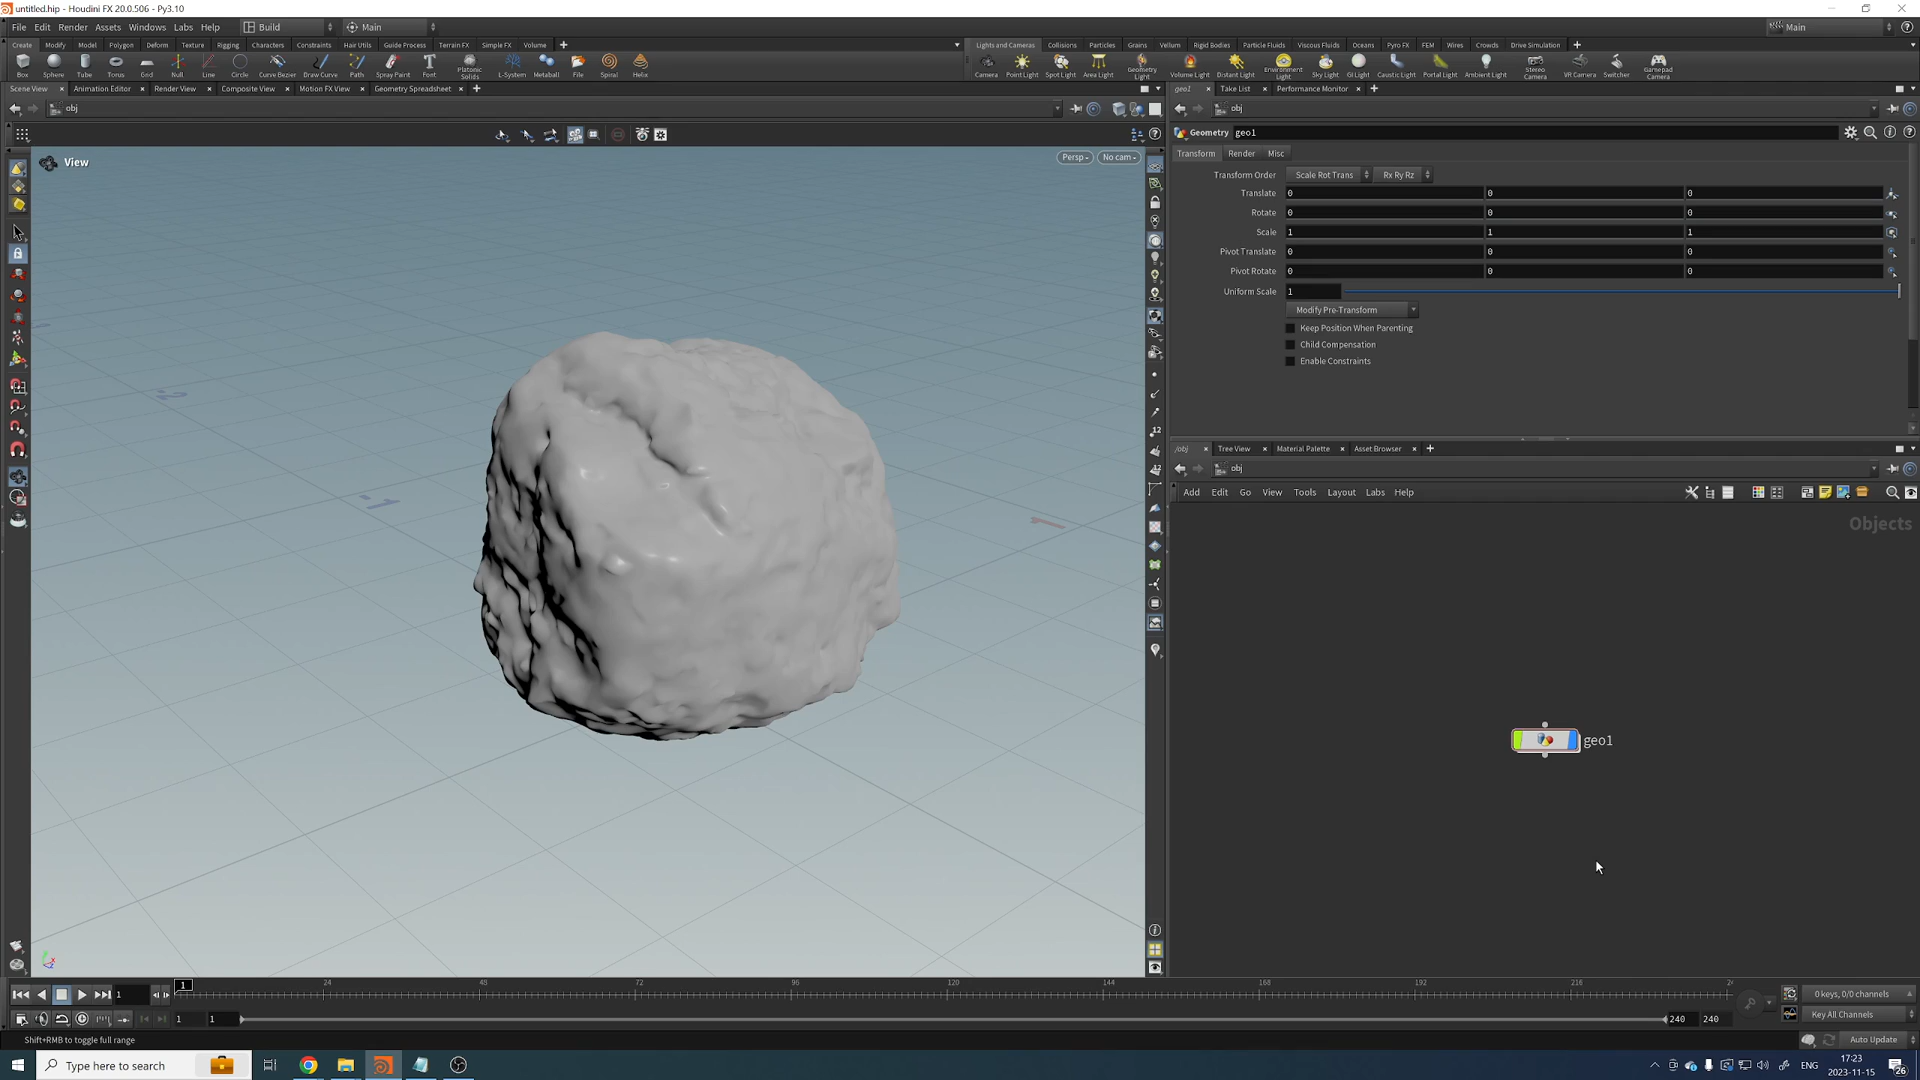 untitled.hip - Houdini FX 20.0.506 - Py3.10
File Edit Render Assets Windows Labs Help Build Main Main
Create Modify Model Polygon Deform Texture Rigging Characters Constraints Hair Utils Guide Process Terrain FX Simple FX Volume
Lights and Cameras Collisions Particles Grains Vellum Rigid Bodies Particle Fluids Viscous Fluids Oceans Pyro FX FEM Wires Crowds Drive Simulation
Box Sphere Tube Torus Grid Null Line Circle Curve Bezier Draw Curve Path Spray Paint Font Platonic Solids L-System Metaball File Spiral Helix
Camera Point Light Spot Light Area Light Geometry Light Volume Light Distant Light Environment Light Sky Light GI Light Caustic Light Portal Light Ambient Light Stereo Camera VR Camera Switcher Gamepad Camera
Scene View Animation Editor Render View Composite View Motion FX View Geometry Spreadsheet
geo1 Take List Performance Monitor
obj
obj
Geometry geo1
View
Persp No cam
Transform Render Misc
Transform Order Scale Rot Trans Rx Ry Rz
Translate 0 0 0
Rotate 0 0 0
Scale 1 1 1
Pivot Translate 0 0 0
Pivot Rotate 0 0 0
Uniform Scale 1
Modify Pre-Transform
Keep Position When Parenting
Child Compensation
Enable Constraints
/obj Tree View Material Palette Asset Browser
obj
Add Edit Go View Tools Layout Labs Help
Objects
geo1
1 1 24 48 72 96 120 144 168 192 216
0 keys, 0/0 channels
1 1 240 240
Key All Channels
Shift+RMB to toggle full range
Auto Update
Type here to search
ENG
17:23
2023-11-15
26